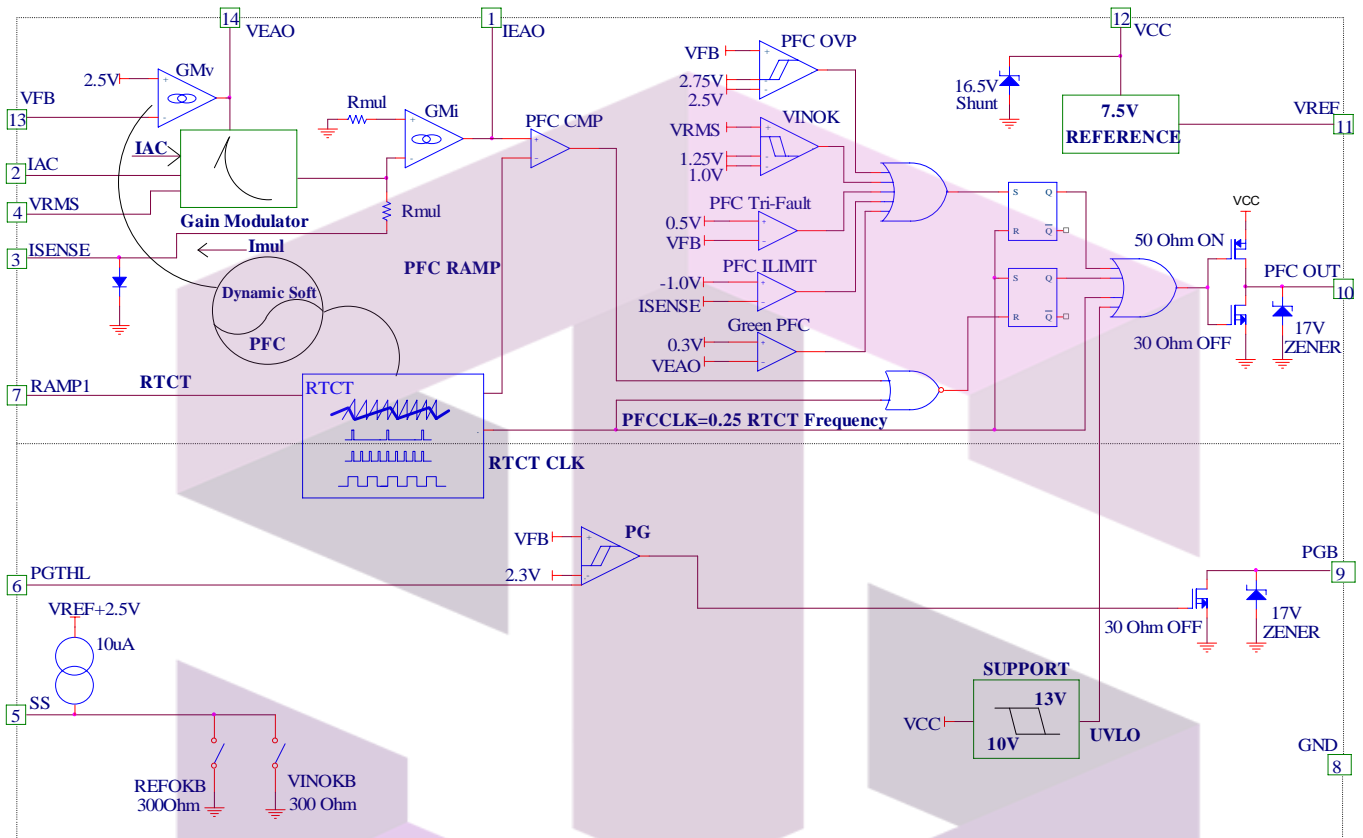 14
VEAO
1
IEAO
12
VCC
PFC OVP
VFB
2.75V
2.5V
GMv
2.5V
VFB
13
16.5V
Shunt
7.5V
REFERENCE
VREF
11
Rmul
GMi
PFC CMP
VINOK
VRMS
1.25V
1.0V
IAC
IAC
2
VRMS
4
Gain Modulator
Rmul
PFC Tri-Fault
0.5V
VFB
S
Q
R
Q
VCC
50 Ohm ON
PFC OUT
10
ISENSE
3
Imul
PFC RAMP
PFC ILIMIT
-1.0V
ISENSE
S
Q
R
Q
17V
ZENER
30 Ohm OFF
Dynamic Soft
PFC
Green PFC
0.3V
VEAO
RAMP1
7
RTCT
RTCT
PFCCLK=0.25 RTCT Frequency
RTCT CLK
PG
VFB
2.3V
PGTHL
6
PGB
9
30 Ohm OFF
17V
ZENER
VREF+2.5V
10uA
SS
5
SUPPORT
VCC
13V
10V
UVLO
GND
8
REFOKB
300Ohm
VINOKB
300 Ohm